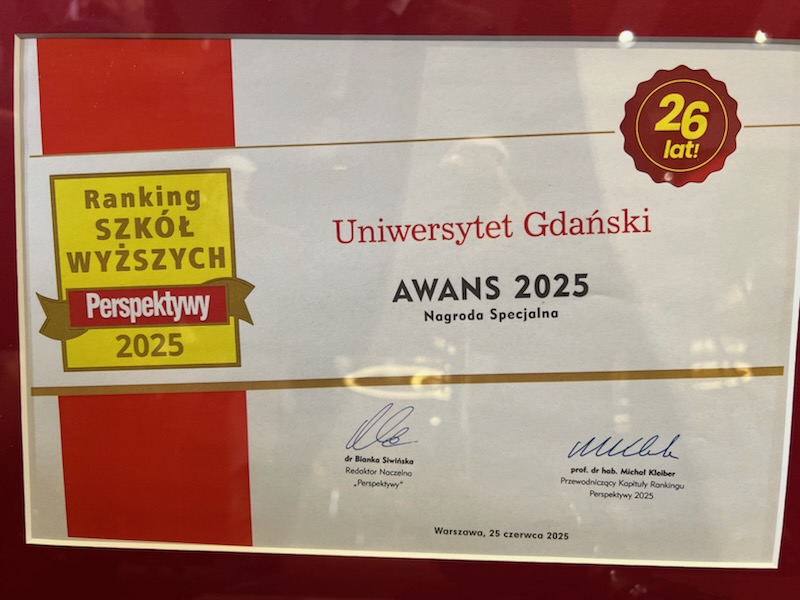 26
lat!
Ranking
SZKÓŁ
WYŻSZYCH
Perspektywy
2025
Uniwersytet Gdański
AWANS 2025
Nagroda Specjalna
dr Bianka Siwińska
Redaktor Naczelna
„Perspektywy”
prof. dr hab. Michał Kleiber
Przewodniczący Kapituły Rankingu
Perspektywy 2025
Warszawa, 25 czerwca 2025